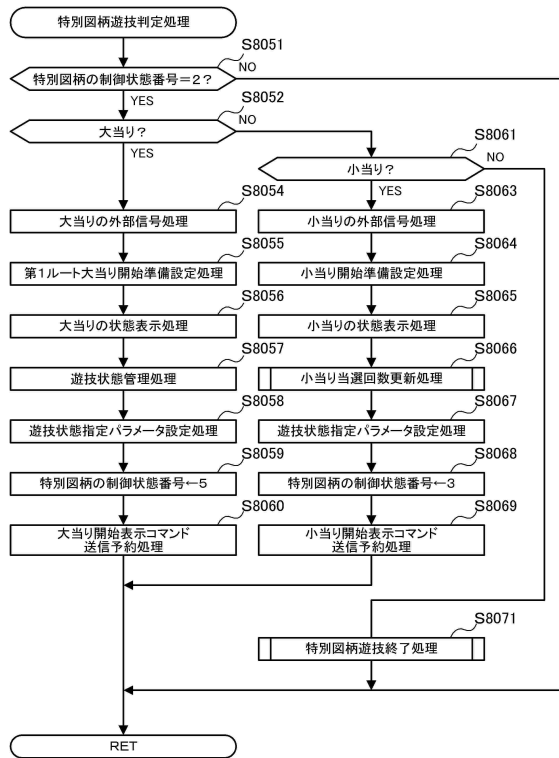 特別図柄遊技判定処理
S8051
特別図柄の制御状態番号=2?
NO
YES
S8052
大当り?
NO
YES
S8061
小当り?
NO
YES
S8054
大当りの外部信号処理
S8063
小当りの外部信号処理
S8055
第1ルート大当り開始準備設定処理
S8064
小当り開始準備設定処理
S8056
大当りの状態表示処理
S8065
小当りの状態表示処理
S8057
遊技状態管理処理
S8066
小当り当選回数更新処理
S8058
遊技状態指定パラメータ設定処理
S8067
遊技状態指定パラメータ設定処理
S8059
特別図柄の制御状態番号←5
S8068
特別図柄の制御状態番号←3
S8060
大当り開始表示コマンド
送信予約処理
S8069
小当り開始表示コマンド
送信予約処理
S8071
特別図柄遊技終了処理
RET